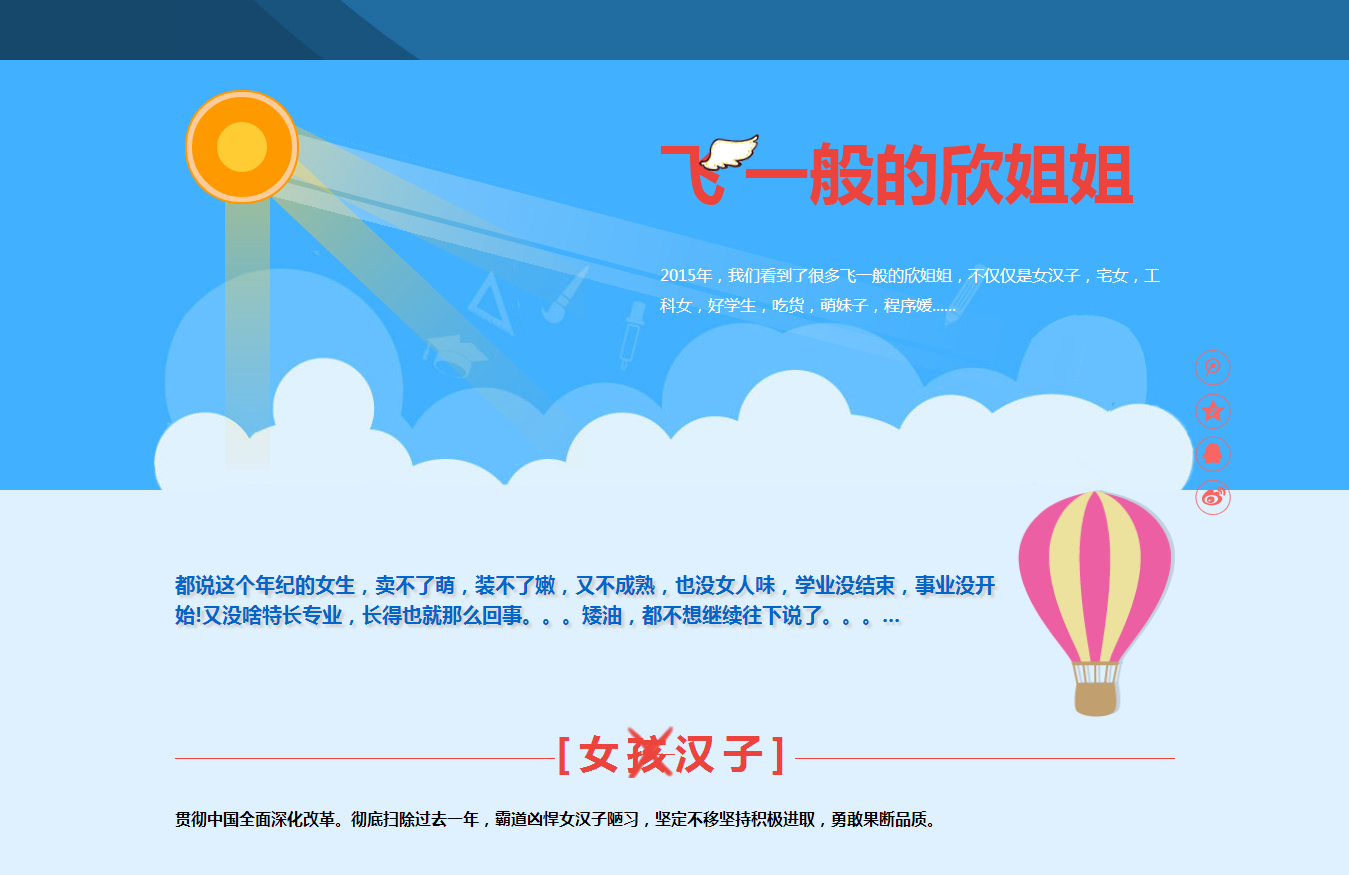 飞一般的欣姐姐
2015年，我们看到了很多飞一般的欣姐姐，不仅仅是女汉子，宅女，工
科女，好学生，吃货，萌妹子，程序媛......
都说这个年纪的女生，卖不了萌，装不了嫩，又不成熟，也没女人味，学业没结束，事业没开
始!又没啥特长专业，长得也就那么回事。。。矮油，都不想继续往下说了。。。...
[女孩汉子]
贯彻中国全面深化改革。彻底扫除过去一年，霸道凶悍女汉子陋习，坚定不移坚持积极进取，勇敢果断品质。